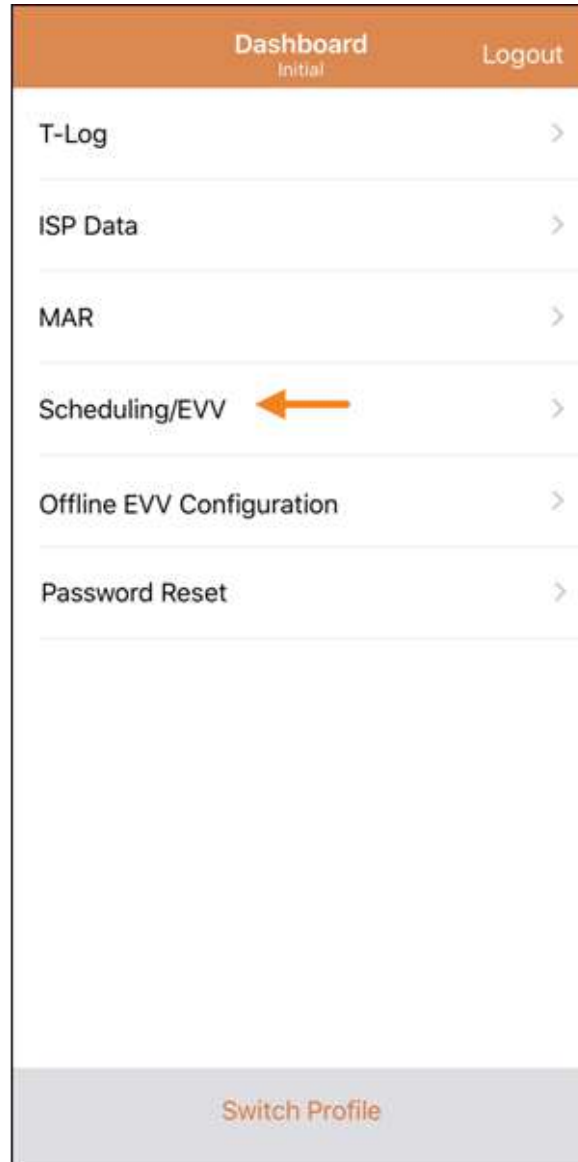 Dashboard
Initial
Logout
T-Log
ISP Data
MAR
Scheduling/EVV
Offline EVV Configuration
Password Reset
Switch Profile